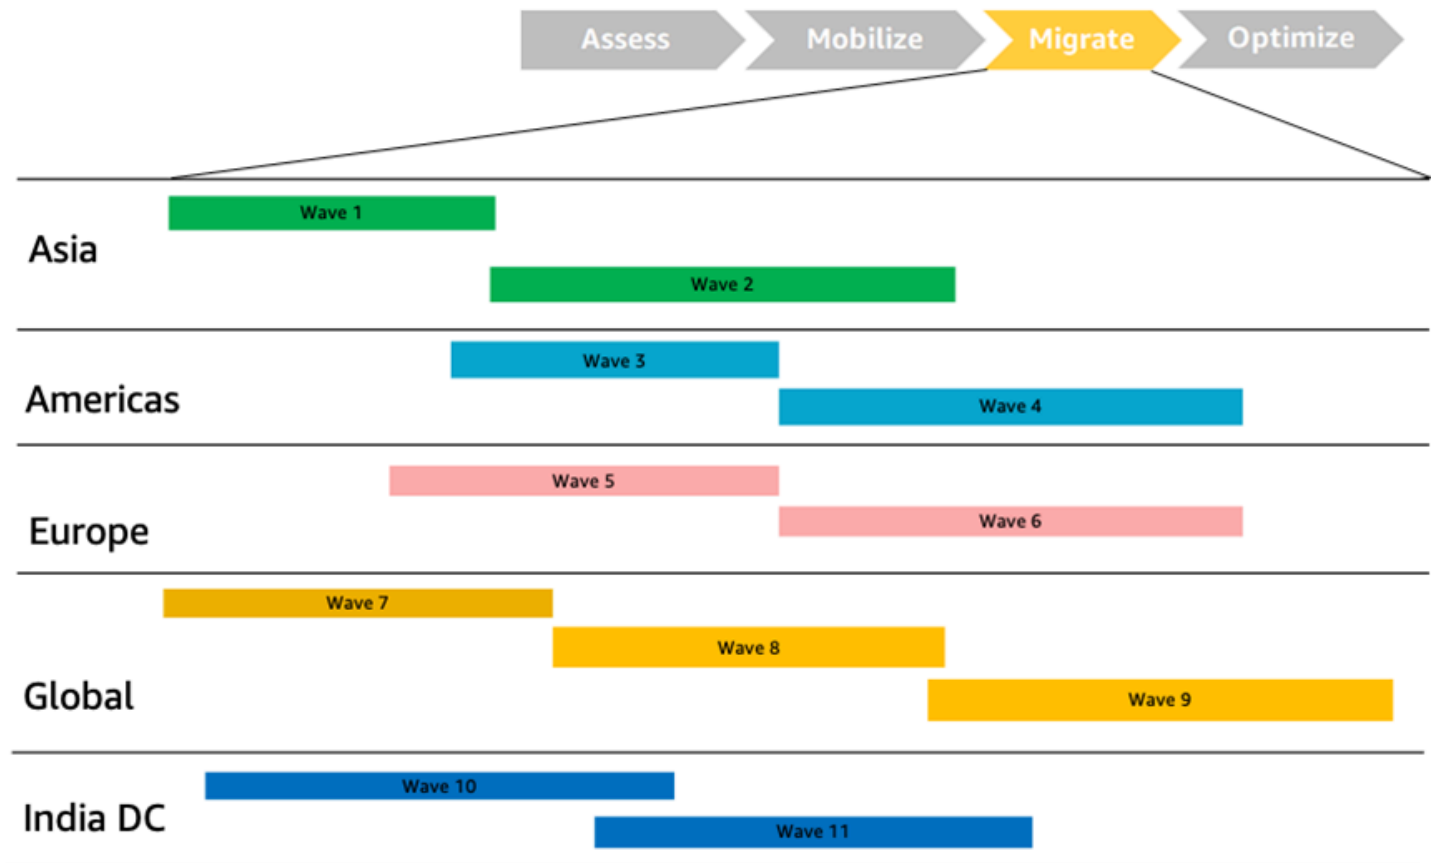 Assess
Mobilize
Migrate
Optimize
Asia
Wave 1
Wave 2
Americas
Wave 3
Wave 4
Europe
Wave 5
Wave 6
Global
Wave 7
Wave 8
Wave 9
India DC
Wave 10
Wave 11